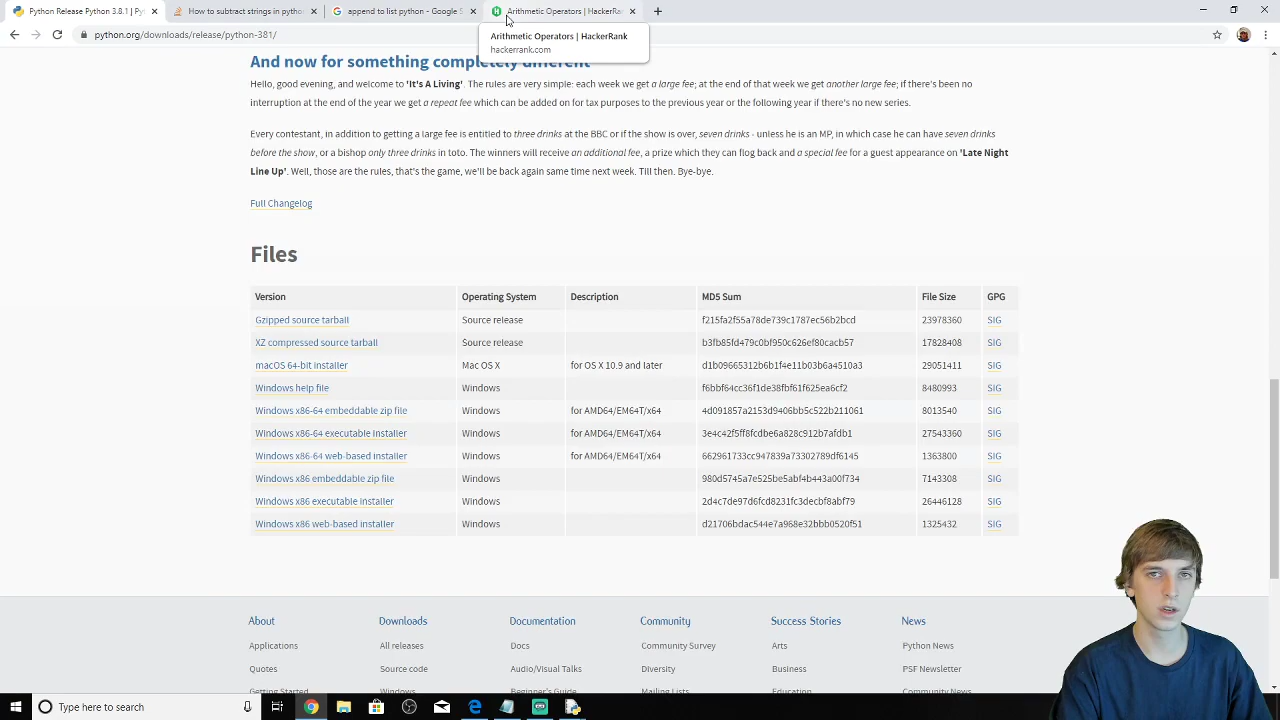 Python Release Python 3.8.1 | Py
How to subtract strings in python
append to list python - Google S
Arithmetic Operators | HackerRa
python.org/downloads/release/python-381/
Arithmetic Operators | HackerRank
hackerrank.com
And now for something completely different
Hello, good evening, and welcome to 'It's A Living'. The rules are very simple: each week we get a large fee; at the end of that week we get another large fee; if there's been no
interruption at the end of the year we get a repeat fee which can be added on for tax purposes to the previous year or the following year if there's no new series.
Every contestant, in addition to getting a large fee is entitled to three drinks at the BBC or if the show is over, seven drinks - unless he is an MP, in which case he can have seven drinks
before the show, or a bishop only three drinks in toto. The winners will receive an additional fee, a prize which they can flog back and a special fee for a guest appearance on 'Late Night
Line Up'. Well, those are the rules, that's the game, we'll be back again same time next week. Till then. Bye-bye.
Full Changelog
Files
Version Operating System Description MD5 Sum File Size GPG
Gzipped source tarball Source release f215fa2f55a78de739c1787ec56b2bcd 23978360 SIG
XZ compressed source tarball Source release b3fb85fd479c0bf950c626ef80cacb57 17828408 SIG
macOS 64-bit installer Mac OS X for OS X 10.9 and later d1b09665312b6b1f4e11b03b6a4510a3 29051411 SIG
Windows help file Windows f6bbf64cc36f1de38fbf61f625ea6cf2 8480993 SIG
Windows x86-64 embeddable zip file Windows for AMD64/EM64T/x64 4d091857a2153d9406bb5c522b211061 8013540 SIG
Windows x86-64 executable installer Windows for AMD64/EM64T/x64 3e4c42f5ff8fcdbe6a828c912b7afdb1 27543360 SIG
Windows x86-64 web-based installer Windows for AMD64/EM64T/x64 662961733cc947839a73302789df6145 1363800 SIG
Windows x86 embeddable zip file Windows 980d5745a7e525be5abf4b443a00f734 7143308 SIG
Windows x86 executable installer Windows 2d4c7de97d6fcd8231fc3decbf8abf79 26446128 SIG
Windows x86 web-based installer Windows d21706bdac544e7a968e32bbb0520f51 1325432 SIG
About Downloads Documentation Community Success Stories News
Applications All releases Docs Community Survey Arts Python News
Quotes Source code Audio/Visual Talks Diversity Business PSF Newsletter
Getting Started Windows Beginner's Guide Mailing Lists Education Community News
Type here to search